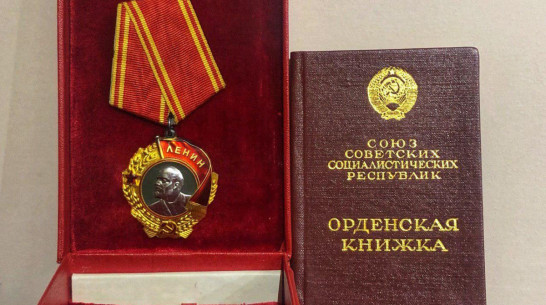 ЛЕНИН
СОЮЗ
СОВЕТСКИХ
СОЦИАЛИСТИЧЕСКИХ
РЕСПУБЛИК
ОРДЕНСКАЯ
КНИЖКА